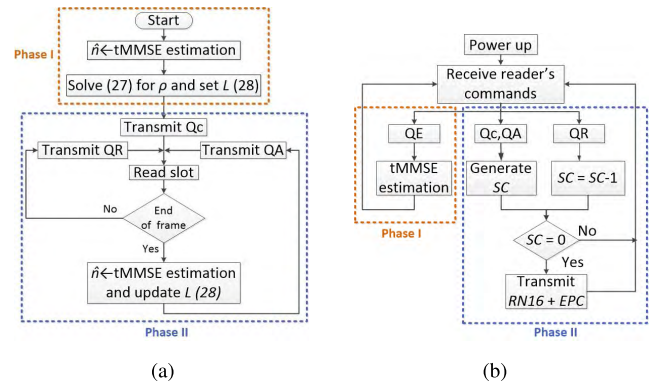 Start
Phase I
n̂←tMMSE estimation
Solve (27) for ρ and set L (28)
Transmit Qc
Transmit QR
Transmit QA
Read slot
No
End
of frame
Yes
n̂←tMMSE estimation
and update L (28)
Phase II
(a)
Power up
Receive reader's
commands
QE
Qc,QA
QR
tMMSE
estimation
Generate
SC
SC = SC-1
Phase I
SC = 0
No
Yes
Transmit
RN16 + EPC
Phase II
(b)